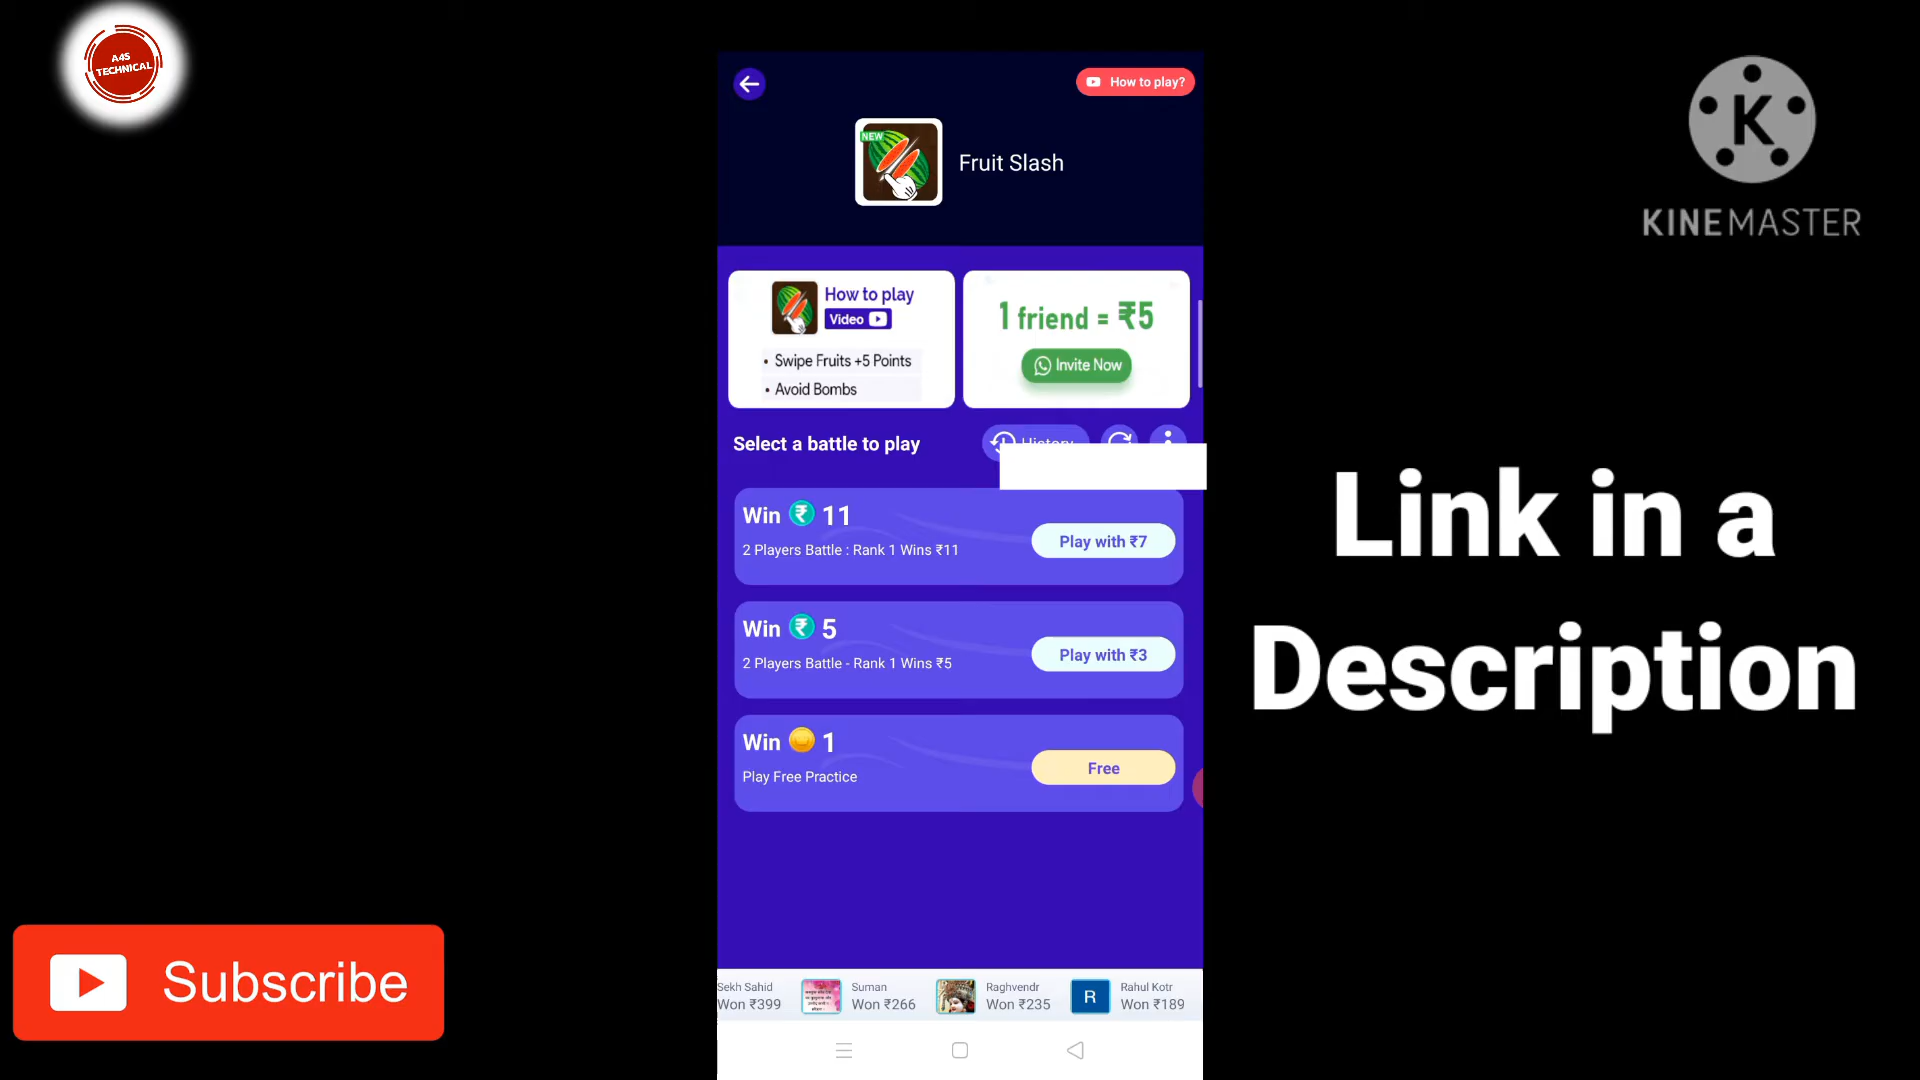 A4S
TECHNICAL
How to play?
K
KINEMASTER
NEW
Fruit Slash
How to play
Video
• Swipe Fruits +5 Points
• Avoid Bombs
1 friend = ₹5
Invite Now
Select a battle to play
History
Win ₹ 11
2 Players Battle : Rank 1 Wins ₹11
Play with ₹7
Win ₹ 5
2 Players Battle - Rank 1 Wins ₹5
Play with ₹3
Win 1
Play Free Practice
Free
Link in a
Description
Subscribe
Sekh Sahid
Won ₹399
Suman
Won ₹266
Raghvendr
Won ₹235
R
Rahul Kotr
Won ₹189